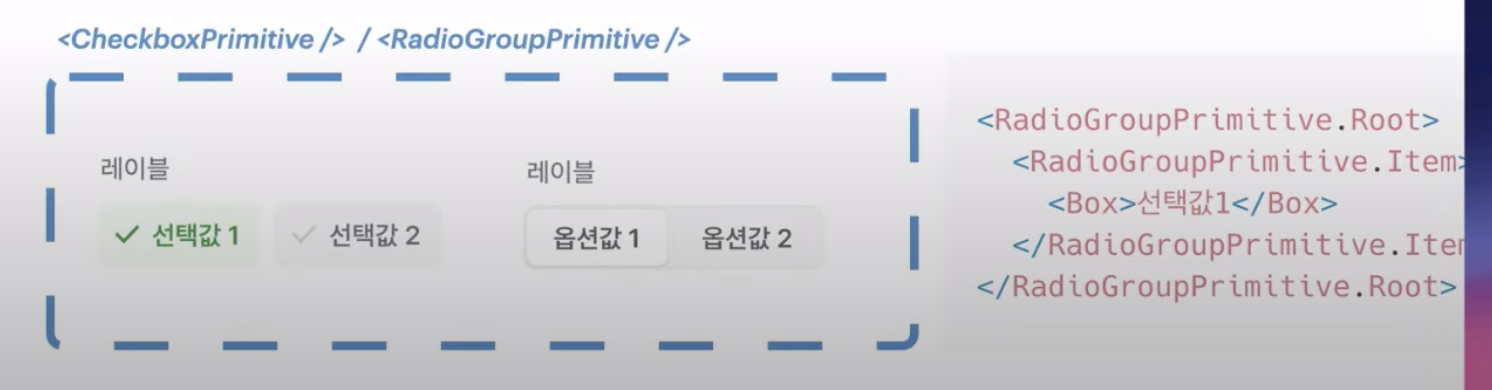 <CheckboxPrimitive /> / <RadioGroupPrimitive />
레이블
선택값 1
선택값 2
레이블
옵션값 1
옵션값 2
<RadioGroupPrimitive.Root>
<RadioGroupPrimitive.Item>
<Box>선택값1</Box>
</RadioGroupPrimitive.Iter
</RadioGroupPrimitive.Root>